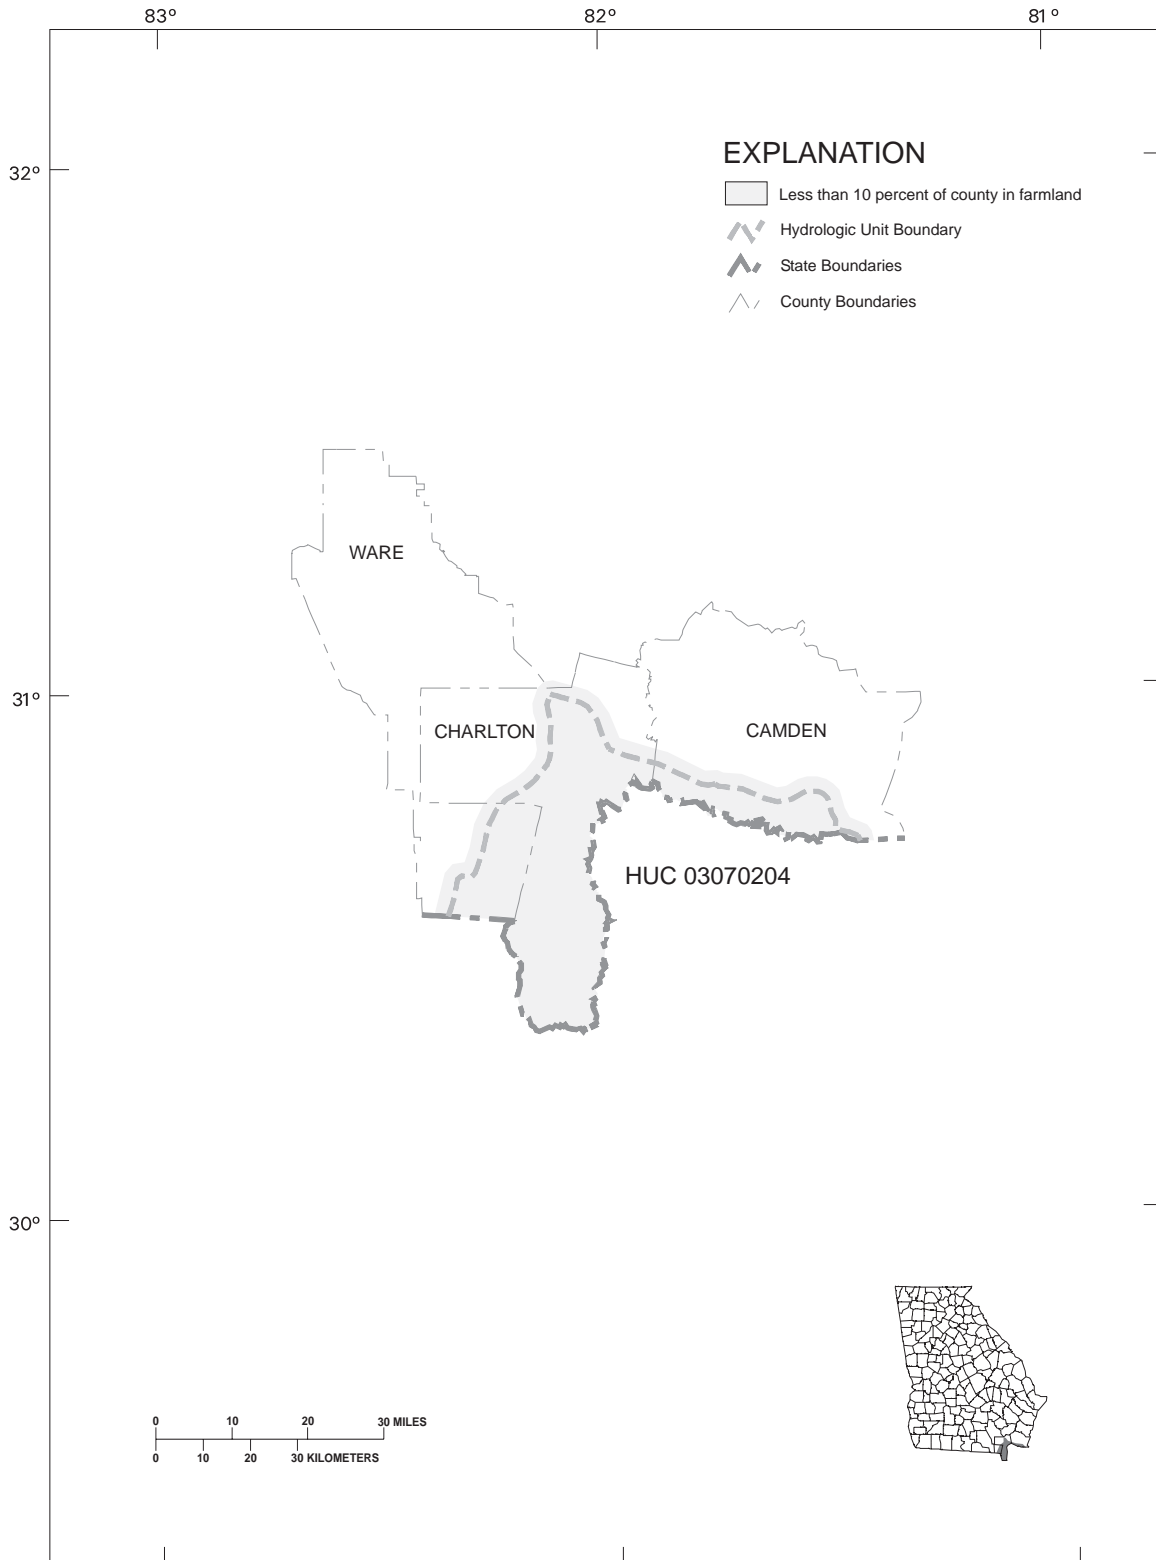 83°
82°
81°
EXPLANATION
32°
Less than 10 percent of county in farmland
Hydrologic Unit Boundary
State Boundaries
County Boundaries
WARE
31°
CHARLTON
CAMDEN
HUC 03070204
30°
0 10 20 30 MILES
0 10 20 30 KILOMETERS